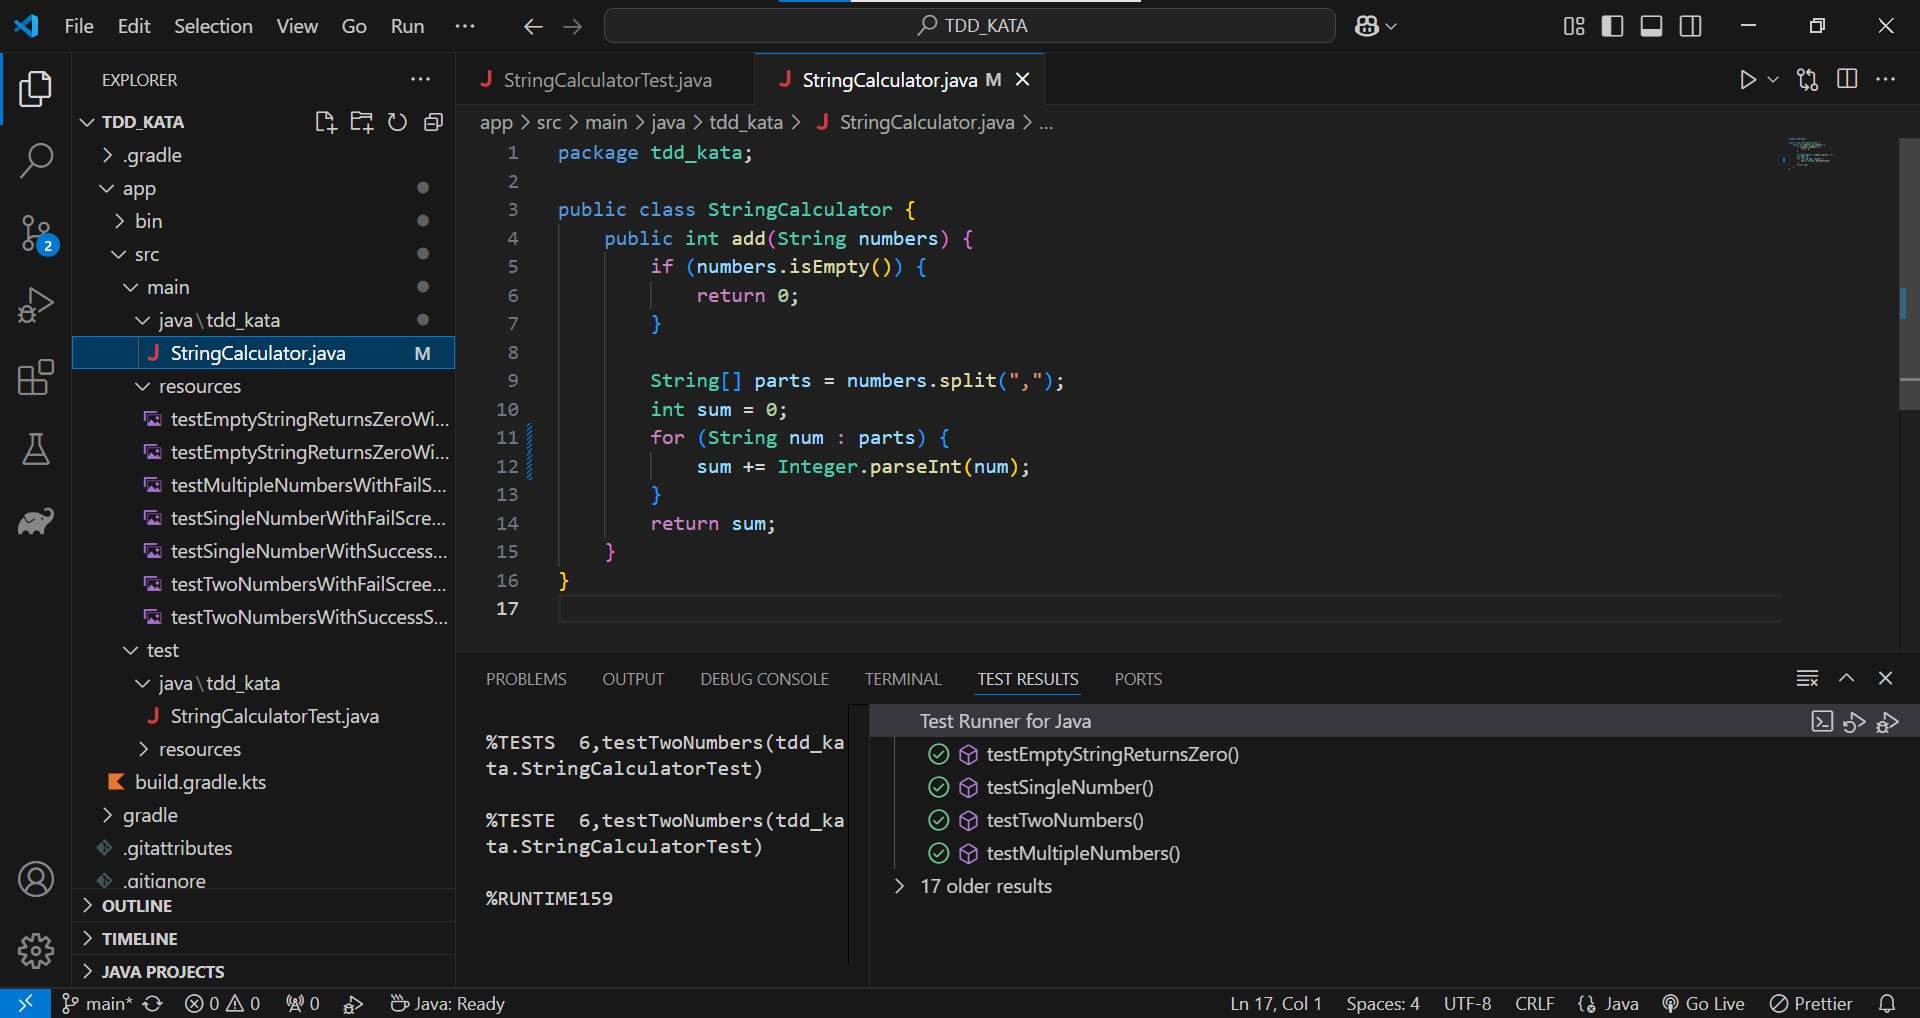 File Edit Selection View Go Run ··· TDD_KATA
EXPLORER ···
TDD_KATA
.gradle
app
bin
src
main
java\tdd_kata
StringCalculator.java M
resources
testEmptyStringReturnsZeroWi...
testEmptyStringReturnsZeroWi...
testMultipleNumbersWithFailS...
testSingleNumberWithFailScre...
testSingleNumberWithSuccess...
testTwoNumbersWithFailScree...
testTwoNumbersWithSuccessS...
test
java\tdd_kata
StringCalculatorTest.java
resources
build.gradle.kts
gradle
.gitattributes
.gitignore
OUTLINE
TIMELINE
JAVA PROJECTS
2
StringCalculatorTest.java StringCalculator.java M
app > src > main > java > tdd_kata > StringCalculator.java > ...
1 package tdd_kata;
2
3 public class StringCalculator {
4 public int add(String numbers) {
5 if (numbers.isEmpty()) {
6 return 0;
7 }
8
9 String[] parts = numbers.split(",");
10 int sum = 0;
11 for (String num : parts) {
12 sum += Integer.parseInt(num);
13 }
14 return sum;
15 }
16 }
17
PROBLEMS OUTPUT DEBUG CONSOLE TERMINAL TEST RESULTS PORTS
%TESTS 6,testTwoNumbers(tdd_ka
ta.StringCalculatorTest)
%TESTE 6,testTwoNumbers(tdd_ka
ta.StringCalculatorTest)
%RUNTIME159
Test Runner for Java
testEmptyStringReturnsZero()
testSingleNumber()
testTwoNumbers()
testMultipleNumbers()
17 older results
main* 0 0 0 Java: Ready Ln 17, Col 1 Spaces: 4 UTF-8 CRLF Java Go Live Prettier